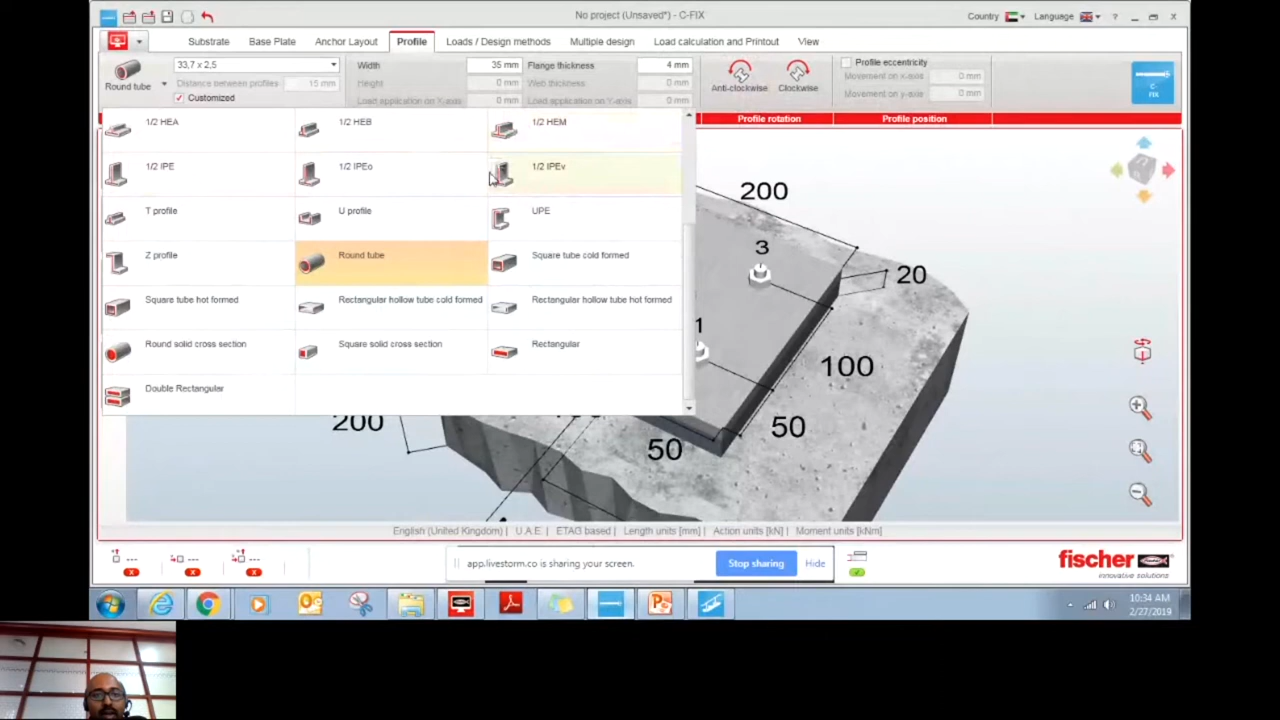 No project (Unsaved*) - C-FIX
Country
Language
Substrate
Base Plate
Anchor Layout
Profile
Loads / Design methods
Multiple design
Load calculation and Printout
View
Round tube
33,7 x 2,5
Distance between profiles
15 mm
Customized
Width
35 mm
Flange thickness
4 mm
Height
0 mm
Web thickness
0 mm
Load application on X-axis
0 mm
Load application on Y-axis
0 mm
Anti-clockwise
Clockwise
Profile eccentricity
Movement on x-axis
0 mm
Movement on y-axis
0 mm
C-FIX
Profile rotation
Profile position
1/2 HEA
1/2 HEB
1/2 HEM
1/2 IPE
1/2 IPEo
1/2 IPEv
T profile
U profile
UPE
Z profile
Round tube
Square tube cold formed
Square tube hot formed
Rectangular hollow tube cold formed
Rectangular hollow tube hot formed
Round solid cross section
Square solid cross section
Rectangular
Double Rectangular
200
3
20
1
100
50
50
200
English (United Kingdom) | U.A.E. | ETAG based | Length units [mm] | Action units [kN] | Moment units [kNm]
app.livestorm.co is sharing your screen.
Stop sharing
Hide
fischer
innovative solutions
10:34 AM
2/27/2019